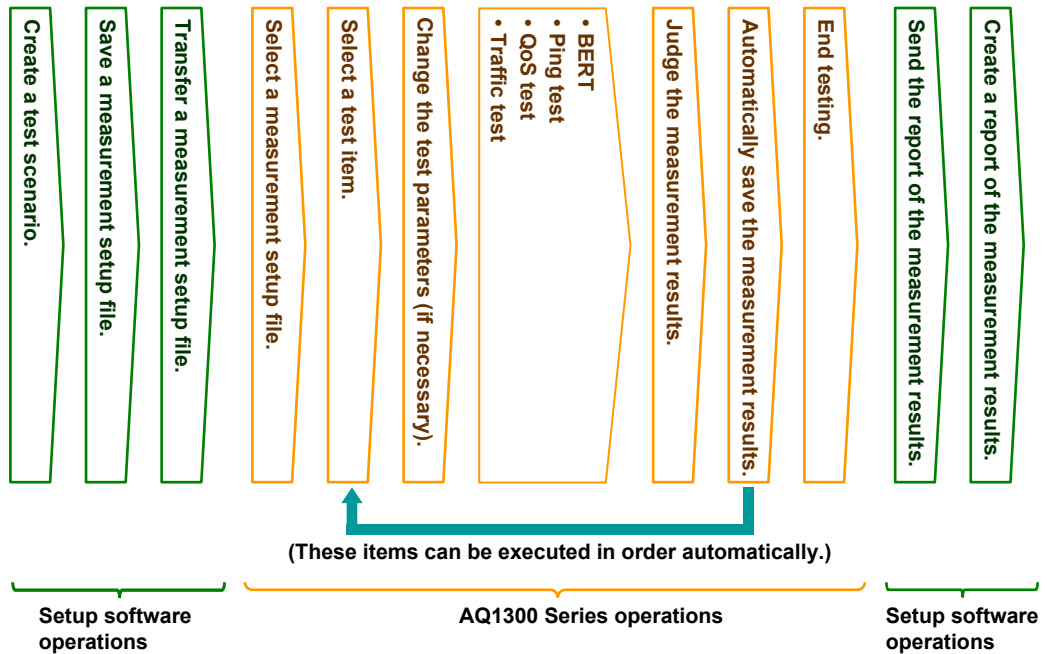 Create a test scenario.
Save a measurement setup file.
Transfer a measurement setup file.
Select a measurement setup file.
Select a test item.
Change the test parameters (if necessary).
• BERT
• Ping test
• QoS test
• Traffic test
Judge the measurement results.
Automatically save the measurement results.
End testing.
Send the report of the measurement results.
Create a report of the measurement results.
(These items can be executed in order automatically.)
Setup software
operations
AQ1300 Series operations
Setup software
operations